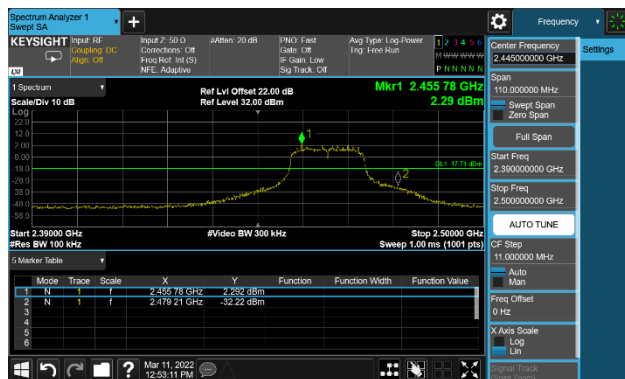 Spectrum Analyzer 1
Swept SA
Frequency
KEYSIGHT
Input: RF
Coupling: DC
Align: Off
Input Z: 50 Ω
Corrections: Off
Freq Ref: Int (S)
NFE: Adaptive
#Atten: 20 dB
PNO: Fast
Gate: Off
IF Gain: Low
Sig Track: Off
Avg Type: Log-Power
Trig: Free Run
1 2 3 4 5 6
M W W W W W
P N N N N N
Center Frequency
2.445000000 GHz
Settings
Span
110.000000 MHz
Swept Span
Zero Span
Full Span
Start Freq
2.390000000 GHz
Stop Freq
2.500000000 GHz
AUTO TUNE
CF Step
11.000000 MHz
Auto
Man
Freq Offset
0 Hz
X Axis Scale
Log
Lin
Signal Track
(Span Zoom)
1 Spectrum
Scale/Div 10 dB
Ref Lvl Offset 22.00 dB
Ref Level 32.00 dBm
Mkr1 2.455 78 GHz
2.29 dBm
Log
22.0
12.0
2.00
-8.00
-18.0
-28.0
-38.0
-48.0
-58.0
1
DL1 -17.71 dBm
2
Start 2.39000 GHz
#Res BW 100 kHz
#Video BW 300 kHz
Stop 2.50000 GHz
Sweep 1.00 ms (1001 pts)
5 Marker Table
Mode Trace Scale X Y Function Function Width Function Value
1 N 1 f 2.455 78 GHz 2.292 dBm
2 N 1 f 2.479 21 GHz -32.22 dBm
3
4
5
6
?
Mar 11, 2022
12:53:11 PM